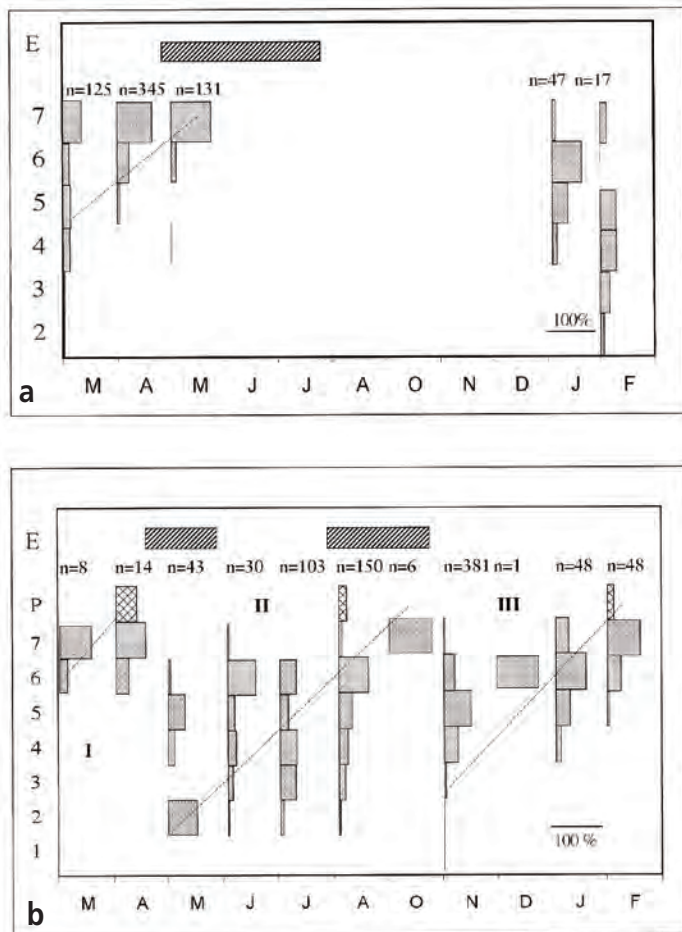 E
n=125 n=345 n=131 n=47 n=17
7
6
5
4
3
2
100%
M A M J J A O N D J F
a
E
n=8 n=14 n=43 n=30 n=103 n=150 n=6 n=381 n=1 n=48 n=48
P
II III
7
6
5
4
I
3
2
1
100 %
M A M J J A O N D J F
b